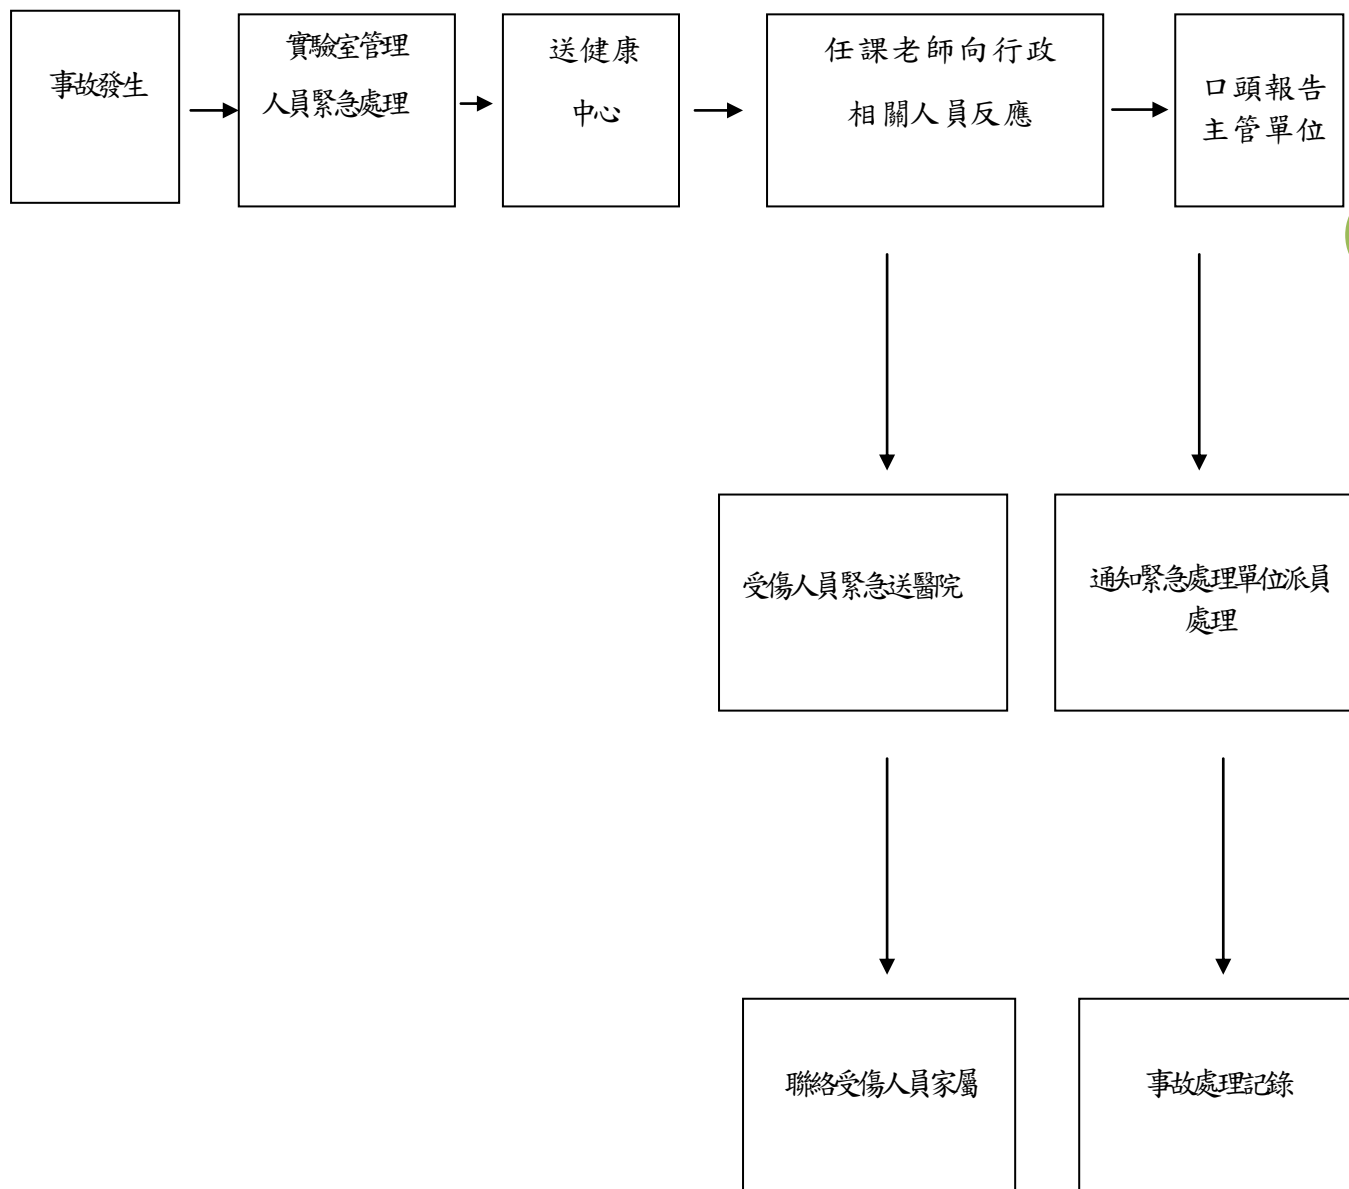 事故發生
實驗室管理
人員緊急處理
送健康
中心
任課老師向行政
相關人員反應
口頭報告
主管單位
受傷人員緊急送醫院
通知緊急處理單位派員
處理
聯絡受傷人員家屬
事故處理記錄